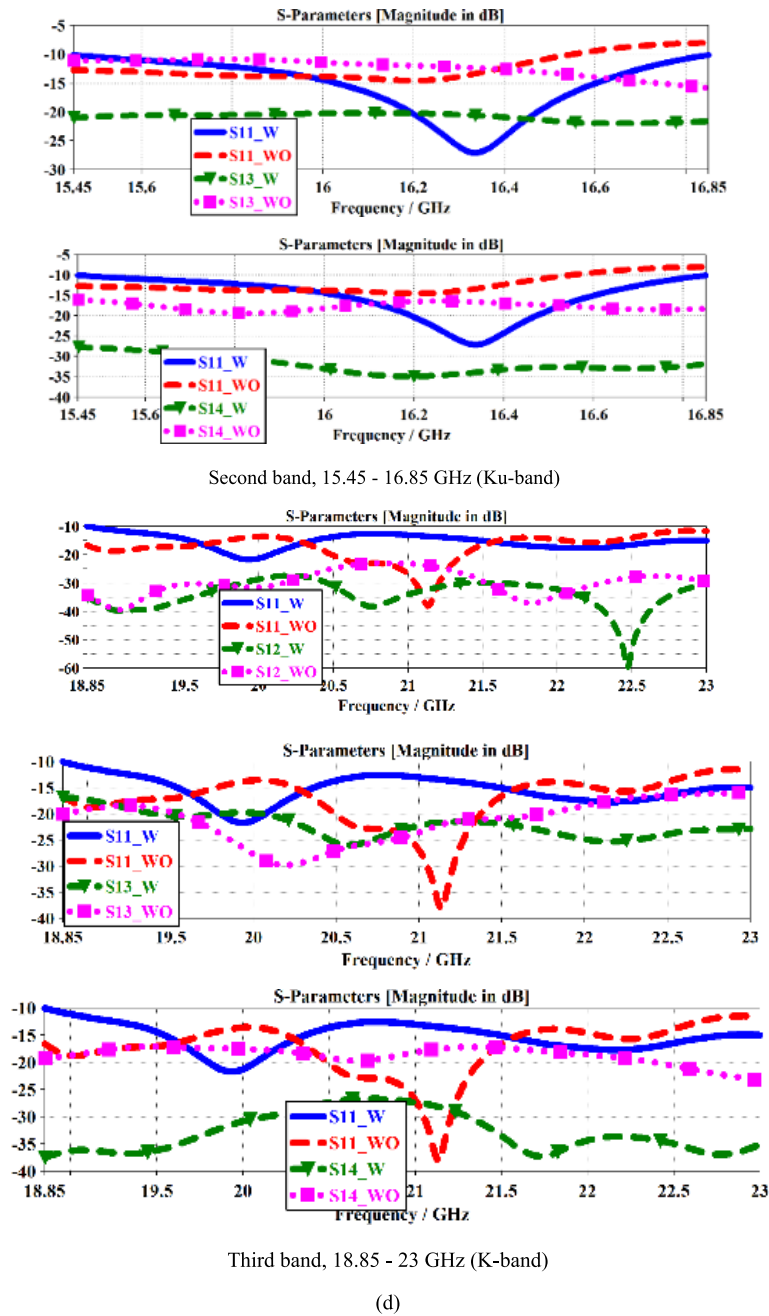 S-Parameters [Magnitude in dB]
-5
-10
-15
-20
-25
-30
S11_W
S11_WO
S13_W
S13_WO
15.45 15.6 16 16.2 16.4 16.6 16.85
Frequency / GHz
S-Parameters [Magnitude in dB]
-5
-10
-15
-20
-25
-30
-35
-40
S11_W
S11_WO
S14_W
S14_WO
15.45 15.6 16 16.2 16.4 16.6 16.85
Frequency / GHz
Second band, 15.45 - 16.85 GHz (Ku-band)
S-Parameters [Magnitude in dB]
-10
-20
-30
-40
-50
-60
S11_W
S11_WO
S12_W
S12_WO
18.85 19.5 20 20.5 21 21.5 22 22.5 23
Frequency / GHz
S-Parameters [Magnitude in dB]
-10
-15
-20
-25
-30
-35
-40
S11_W
S11_WO
S13_W
S13_WO
18.85 19.5 20 20.5 21 21.5 22 22.5 23
Frequency / GHz
S-Parameters [Magnitude in dB]
-10
-15
-20
-25
-30
-35
-40
S11_W
S11_WO
S14_W
S14_WO
18.85 19.5 20 21 21.5 22 22.5 23
Frequency / GHz
Third band, 18.85 - 23 GHz (K-band)
(d)